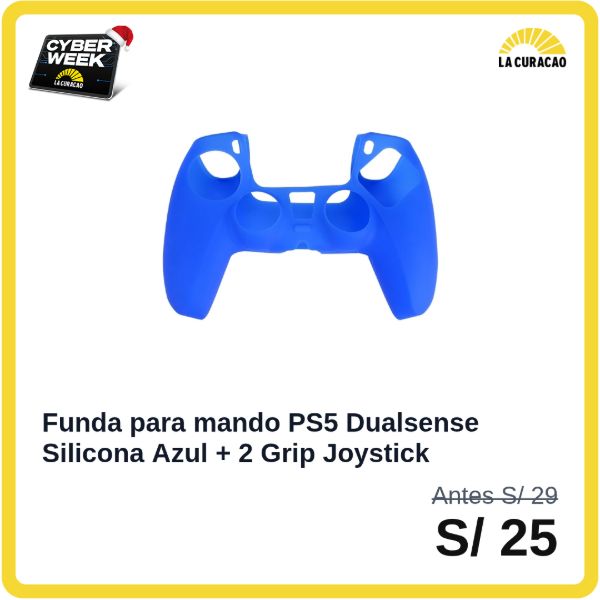 CYBER
WEEK
LA CURACAO
LA CURACAO
Funda para mando PS5 Dualsense
Silicona Azul + 2 Grip Joystick
Antes S/ 29
S/ 25